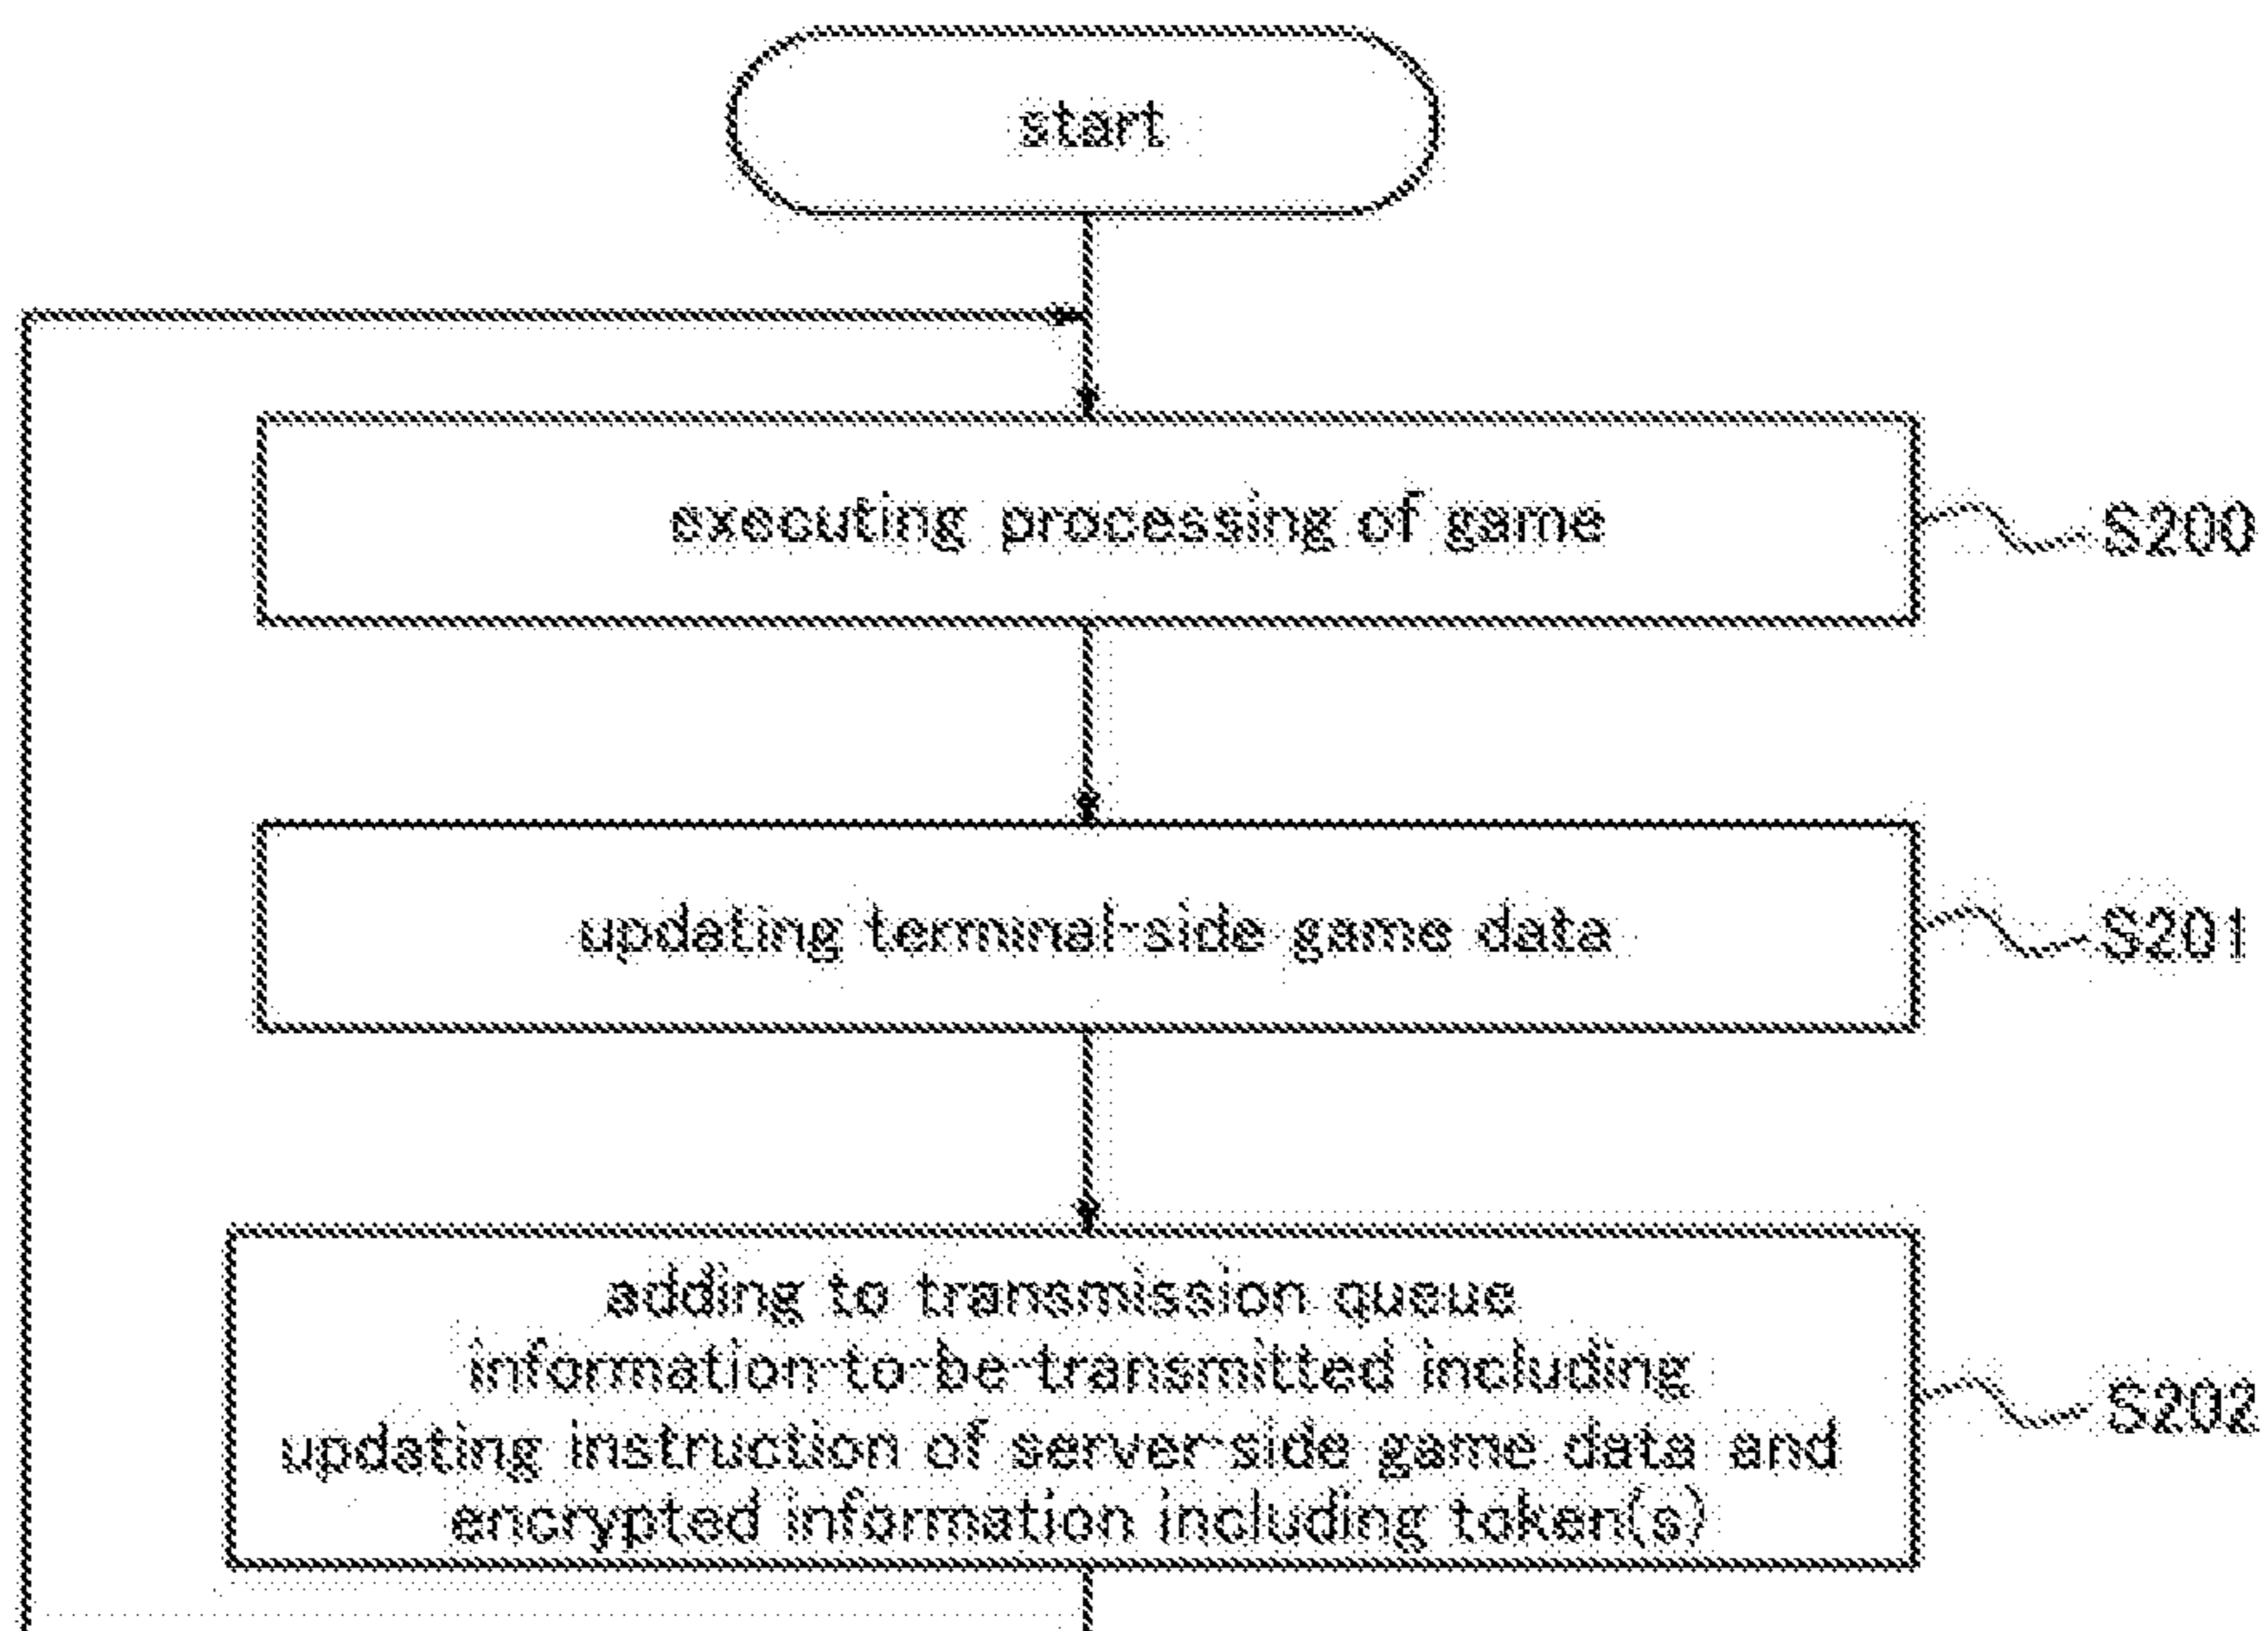 start
executing processing of game
S200
updating terminal-side game data
S201
adding to transmission queue
information-to-be-transmitted including
updating instruction of server-side game data and
encrypted information including token(s)
S202